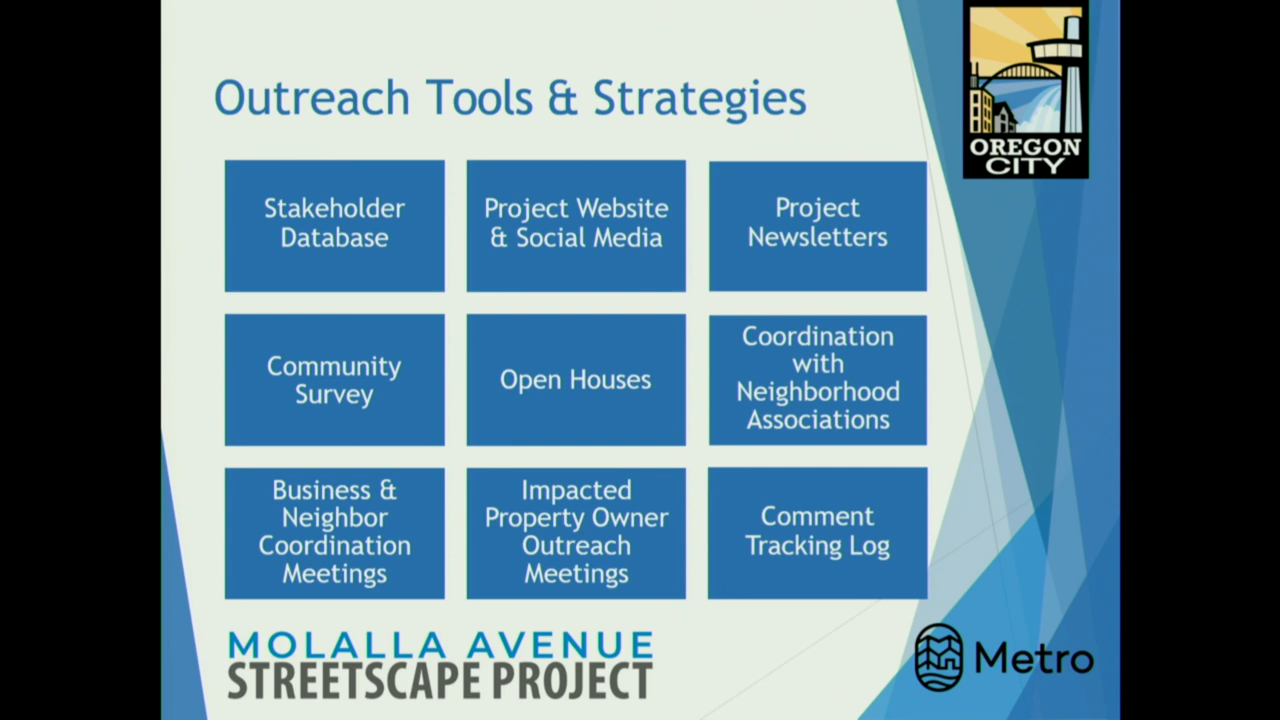 Outreach Tools & Strategies
OREGON
CITY
Stakeholder
Database
Project Website
& Social Media
Project
Newsletters
Community
Survey
Open Houses
Coordination
with
Neighborhood
Associations
Business &
Neighbor
Coordination
Meetings
Impacted
Property Owner
Outreach
Meetings
Comment
Tracking Log
MOLALLA AVENUE
STREETSCAPE PROJECT
Metro